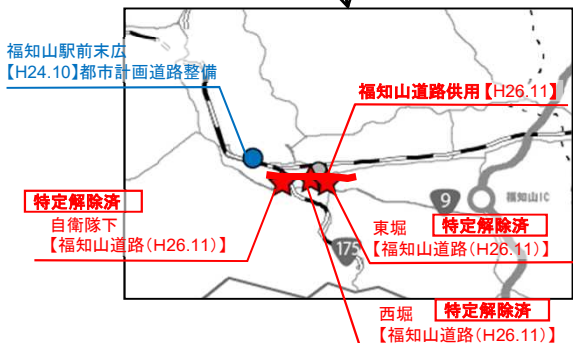 福知山駅前末広
【H24.10】都市計画道路整備
福知山道路供用【H26.11】
特定解除済
自衛隊下
【福知山道路(H26.11)】
9
福知山IC
175
東堀 特定解除済
【福知山道路(H26.11)】
西堀 特定解除済
【福知山道路(H26.11)】